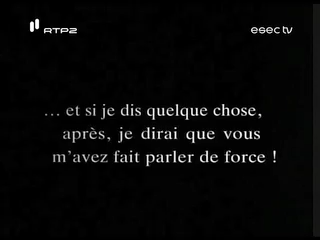 RTP2
esec tv
… et si je dis quelque chose,
après, je dirai que vous
m'avez fait parler de force !